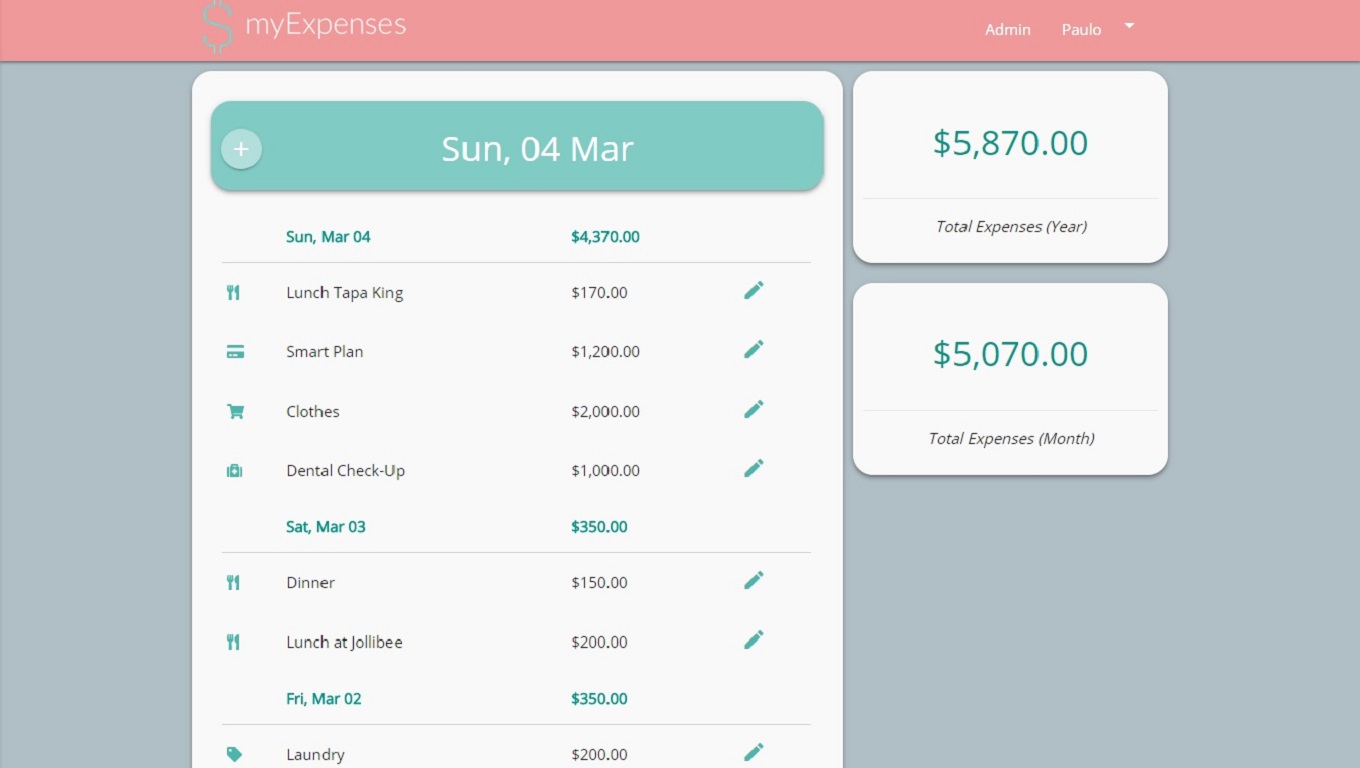 myExpenses
Admin Paulo
+ Sun, 04 Mar
Sun, Mar 04 $4,370.00
Lunch Tapa King $170.00
Smart Plan $1,200.00
Clothes $2,000.00
Dental Check-Up $1,000.00
Sat, Mar 03 $350.00
Dinner $150.00
Lunch at Jollibee $200.00
Fri, Mar 02 $350.00
Laundry $200.00
$5,870.00
Total Expenses (Year)
$5,070.00
Total Expenses (Month)